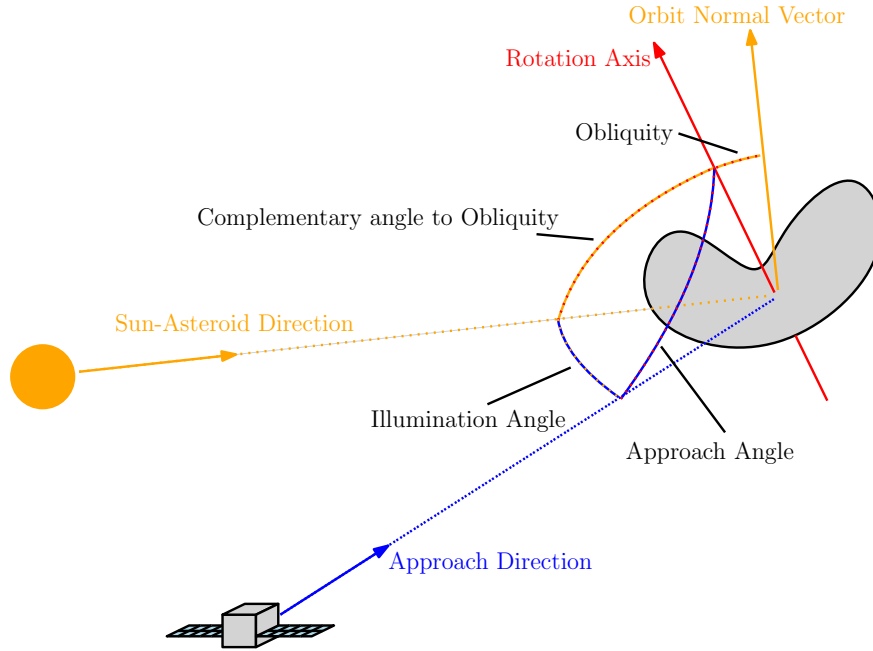 Orbit Normal Vector
Rotation Axis
Obliquity
Complementary angle to Obliquity
Sun-Asteroid Direction
Illumination Angle
Approach Angle
Approach Direction